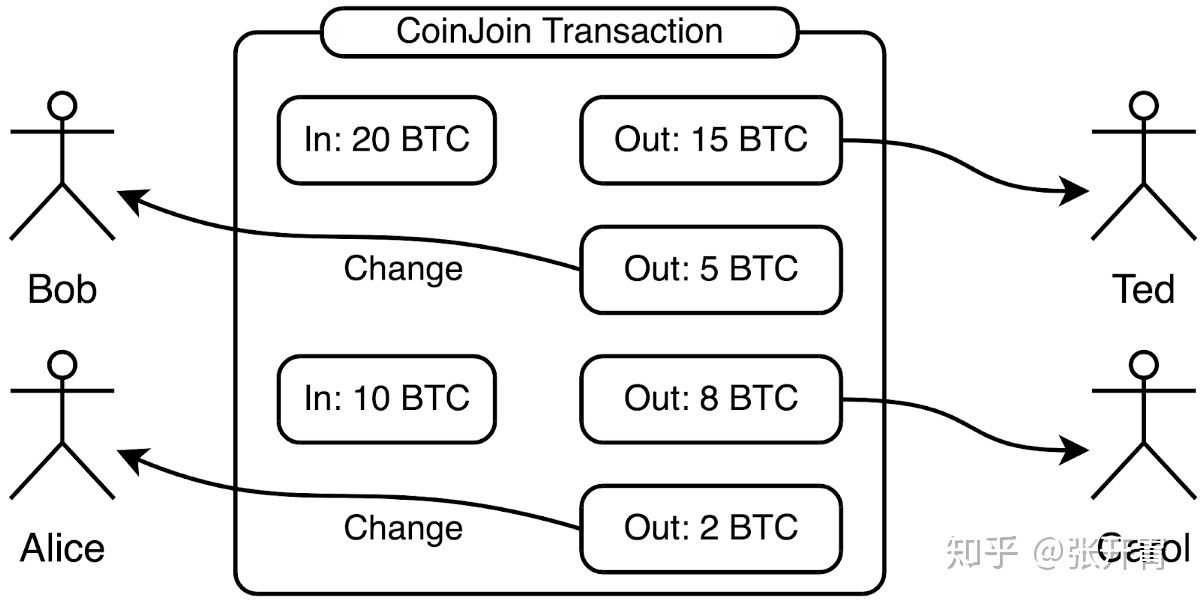 CoinJoin Transaction
In: 20 BTC
Out: 15 BTC
Out: 5 BTC
Change
Bob
Ted
In: 10 BTC
Out: 8 BTC
Out: 2 BTC
Change
Alice
Carol
知乎 @张开青